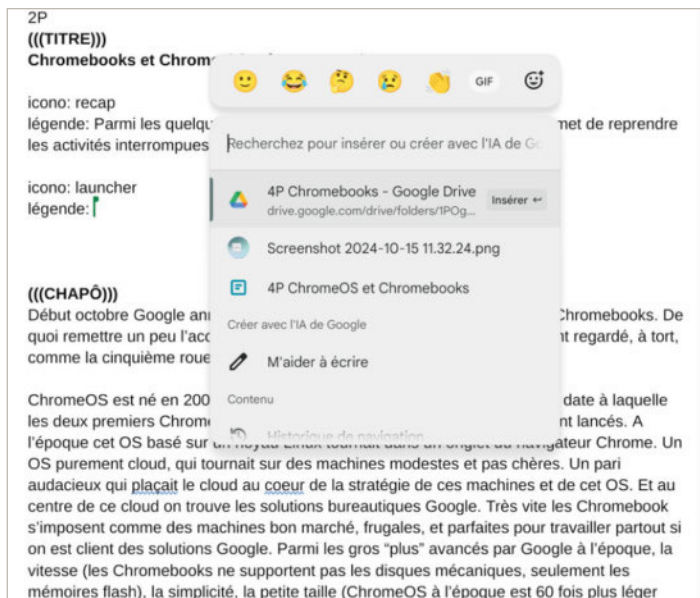 2P
(((TITRE)))
Chromebooks et Chrom
GIF
icono: recap
légende: Parmi les quelqu met de reprendre
les activités interrompues
Recherchez pour insérer ou créer avec l'IA de G
icono: launcher
légende:
4P Chromebooks - Google Drive
drive.google.com/drive/folders/1POg...
Insérer
Screenshot 2024-10-15 11.32.24.png
4P ChromeOS et Chromebooks
Créer avec l'IA de Google
M'aider à écrire
Contenu
Historique de navigation
(((CHAPÔ)))
Début octobre Google an Chromebooks. De
quoi remettre un peu l'acc nt regardé, à tort,
comme la cinquième roue
ChromeOS est né en 200 date à laquelle
les deux premiers Chrome nt lancés. A
l'époque cet OS basé sur un noyau Linux tournait dans un onglet du navigateur Chrome. Un
OS purement cloud, qui tournait sur des machines modestes et pas chères. Un pari
audacieux qui plaçait le cloud au coeur de la stratégie de ces machines et de cet OS. Et au
centre de ce cloud on trouve les solutions bureautiques Google. Très vite les Chromebook
s'imposent comme des machines bon marché, frugales, et parfaites pour travailler partout si
on est client des solutions Google. Parmi les gros "plus" avancés par Google à l'époque, la
vitesse (les Chromebooks ne supportent pas les disques mécaniques, seulement les
mémoires flash), la simplicité, la petite taille (ChromeOS à l'époque est 60 fois plus léger